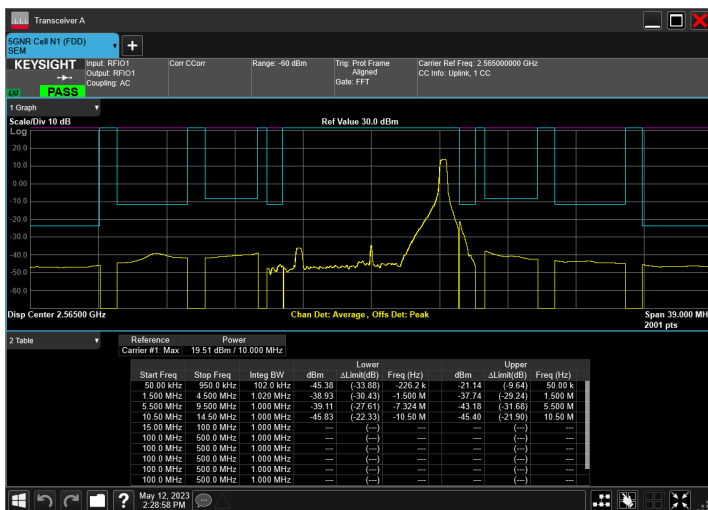 Transceiver A
5GNR Cell N1 (FDD)
SEM
KEYSIGHT
LXI
PASS
Input: RFIO1
Output: RFIO1
Coupling: AC
Corr CCorr
Range: -60 dBm
Trig: Prot Frame
Aligned
Gate: FFT
Carrier Ref Freq: 2.565000000 GHz
CC Info: Uplink, 1 CC
1 Graph
Scale/Div 10 dB
Ref Value 30.0 dBm
Log
20.0
10.0
0.00
-10.0
-20.0
-30.0
-40.0
-50.0
-60.0
Disp Center 2.56500 GHz
Chan Det: Average, Offs Det: Peak
Span 39.000 MH
2001 pts
2 Table
Reference Power
Carrier #1: Max 19.51 dBm / 10.000 MHz
Lower Upper
Start Freq Stop Freq Integ BW dBm ΔLimit(dB) Freq (Hz) dBm ΔLimit(dB) Freq (Hz)
50.00 kHz 950.0 kHz 102.0 kHz -45.38 (-33.88) -226.2 k -21.14 (-9.64) 50.00 k
1.500 MHz 4.500 MHz 1.020 MHz -38.93 (-30.43) -1.500 M -37.74 (-29.24) 1.500 M
5.500 MHz 9.500 MHz 1.000 MHz -39.11 (-27.61) -7.324 M -43.18 (-31.68) 5.500 M
10.50 MHz 14.50 MHz 1.000 MHz -45.83 (-22.33) -10.50 M -45.40 (-21.90) 10.50 M
15.00 MHz 100.0 MHz 1.000 MHz --- (---) --- --- (---) ---
100.0 MHz 500.0 MHz 1.000 MHz --- (---) --- --- (---) ---
100.0 MHz 500.0 MHz 1.000 MHz --- (---) --- --- (---) ---
100.0 MHz 500.0 MHz 1.000 MHz --- (---) --- --- (---) ---
100.0 MHz 500.0 MHz 1.000 MHz --- (---) --- --- (---) ---
100.0 MHz 500.0 MHz 1.000 MHz --- (---) --- --- (---) ---
May 12, 2023
2:28:58 PM